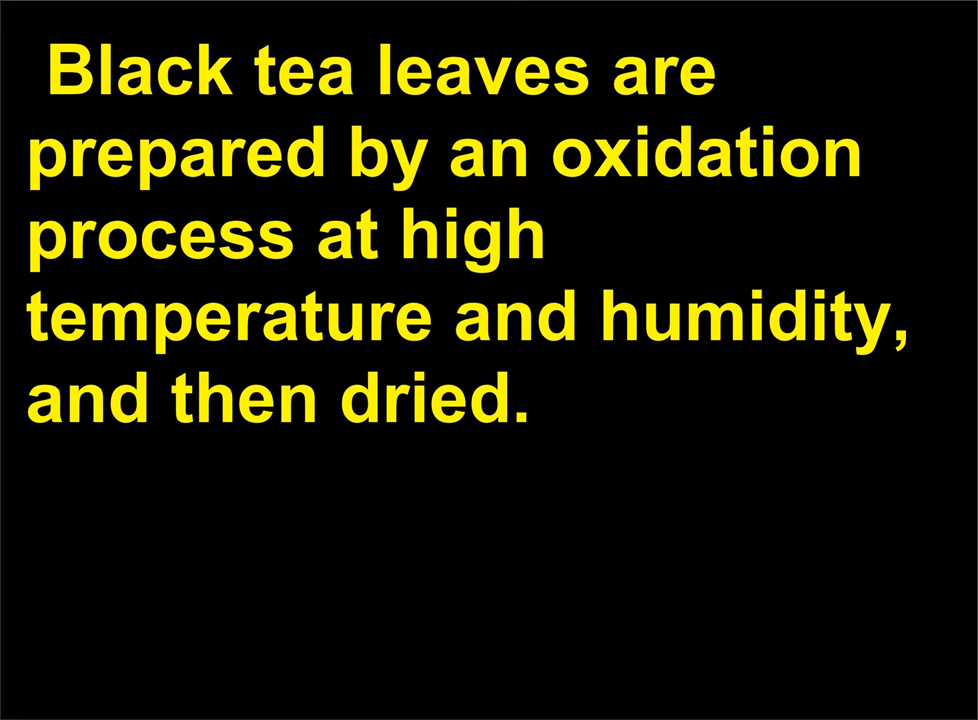 Black tea leaves are
prepared by an oxidation
process at high
temperature and humidity,
and then dried.